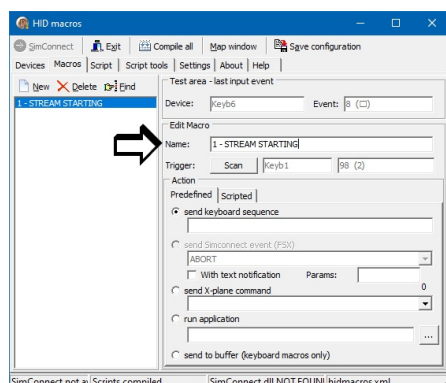 HID macros
SimConnect Exit Compile all Map window Save configuration
Devices Macros Script Script tools Settings About Help
New Delete Find
1 - STREAM STARTING
Test area - last input event
Device: Keyb6 Event: 8 (□)
Edit Macro
Name: 1 - STREAM STARTING
Trigger: Scan Keyb1 98 (2)
Action
Predefined Scripted
send keyboard sequence
send Simconnect event (FSX)
ABORT
With text notification Params:
send X-plane command 0
run application
...
send to buffer (keyboard macros only)
SimConnect not av Scripts compiled SimConnect.dll NOT FOUN hidmacros.xml